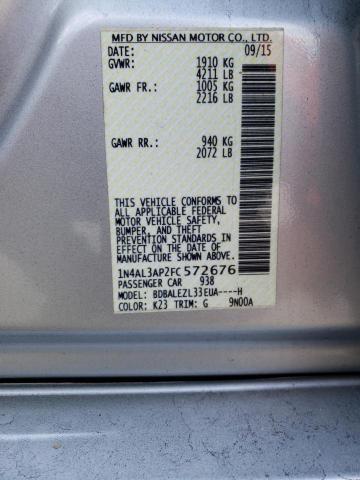 MFD BY NISSAN MOTOR CO., LTD.
DATE: 09/15
GVWR: 1910 KG
4211 LB
GAWR FR.: 1005 KG
2216 LB
GAWR RR.: 940 KG
2072 LB
THIS VEHICLE CONFORMS TO
ALL APPLICABLE FEDERAL
MOTOR VEHICLE SAFETY,
BUMPER, AND THEFT
PREVENTION STANDARDS IN
EFFECT ON THE DATE OF
MANUFACTURE SHOWN ABOVE.
1N4AL3AP2FC572676
PASSENGER CAR 938
MODEL: BDBALEZL33EUA----H
COLOR: K23 TRIM: G 9N00A